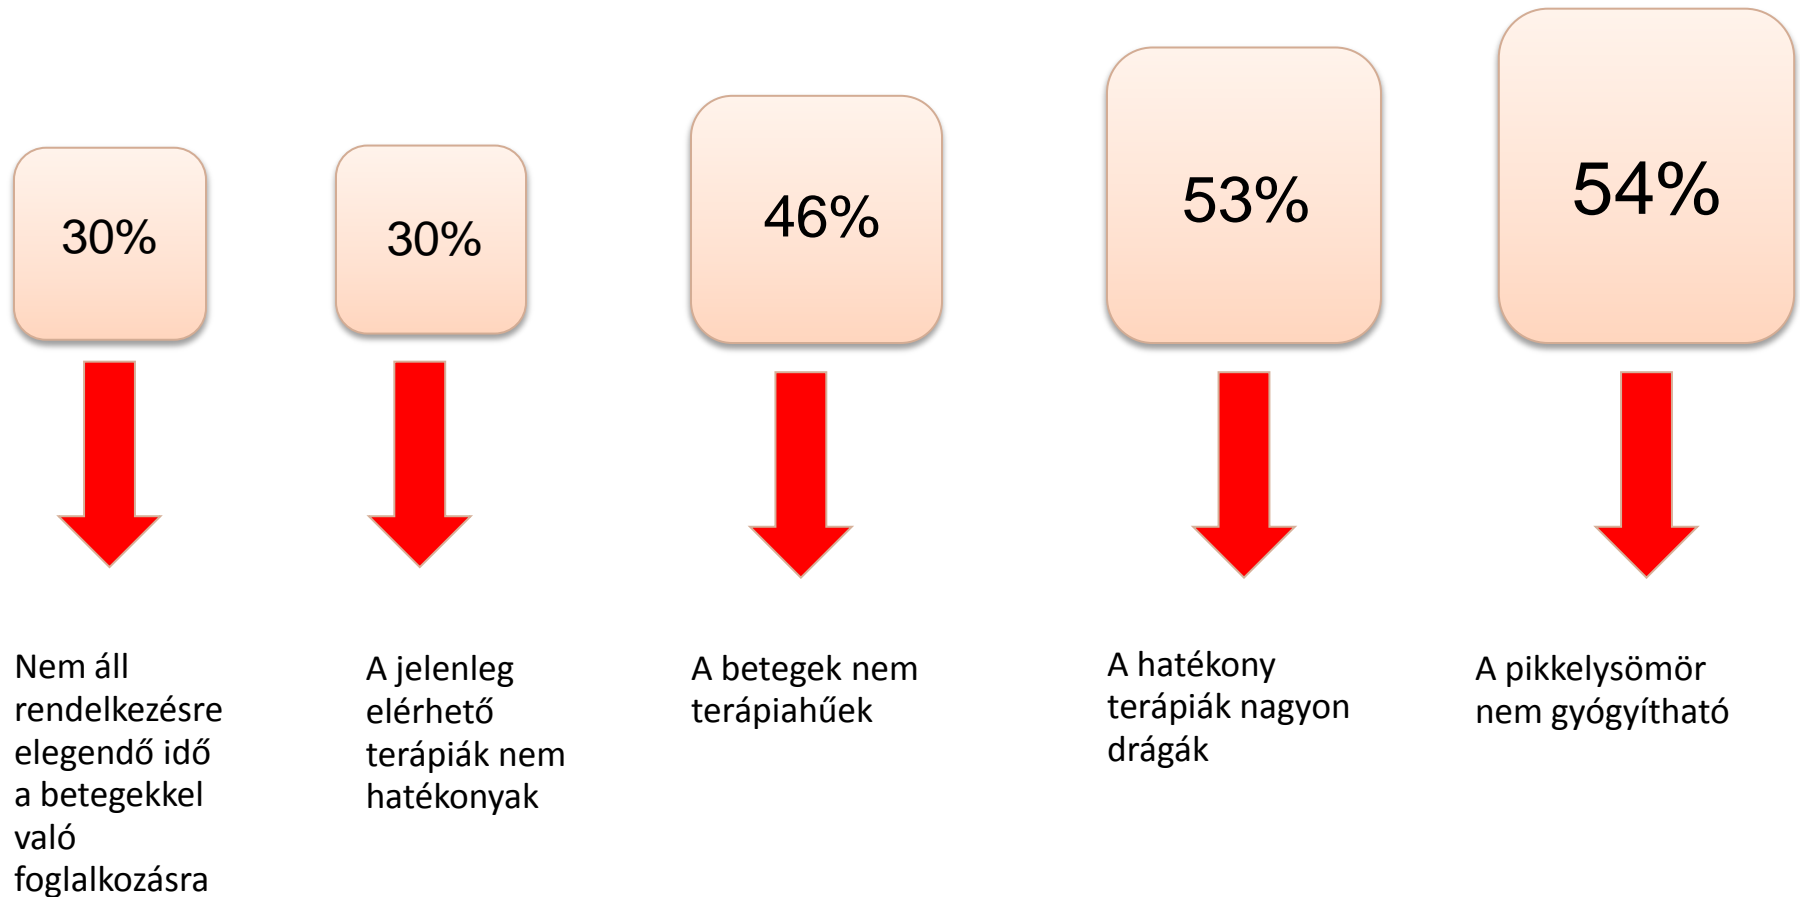 30%
30%
46%
53%
54%
Nem áll
rendelkezésre
elegendő idő
a betegekkel
való
foglalkozásra
A jelenleg
elérhető
terápiák nem
hatékonyak
A betegek nem
terápiahűek
A hatékony
terápiák nagyon
drágák
A pikkelysömör
nem gyógyítható